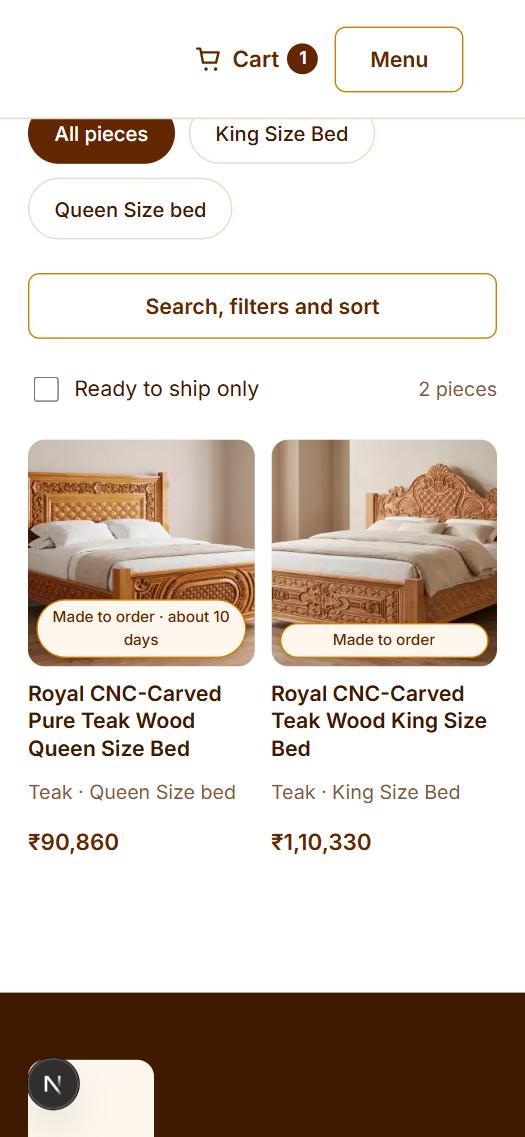 Cart 1
Menu
All pieces
King Size Bed
Queen Size bed
Search, filters and sort
Ready to ship only
2 pieces
Made to order · about 10
days
Made to order
Royal CNC-Carved
Pure Teak Wood
Queen Size Bed
Royal CNC-Carved
Teak Wood King Size
Bed
Teak · Queen Size bed
Teak · King Size Bed
₹90,860
₹1,10,330
N